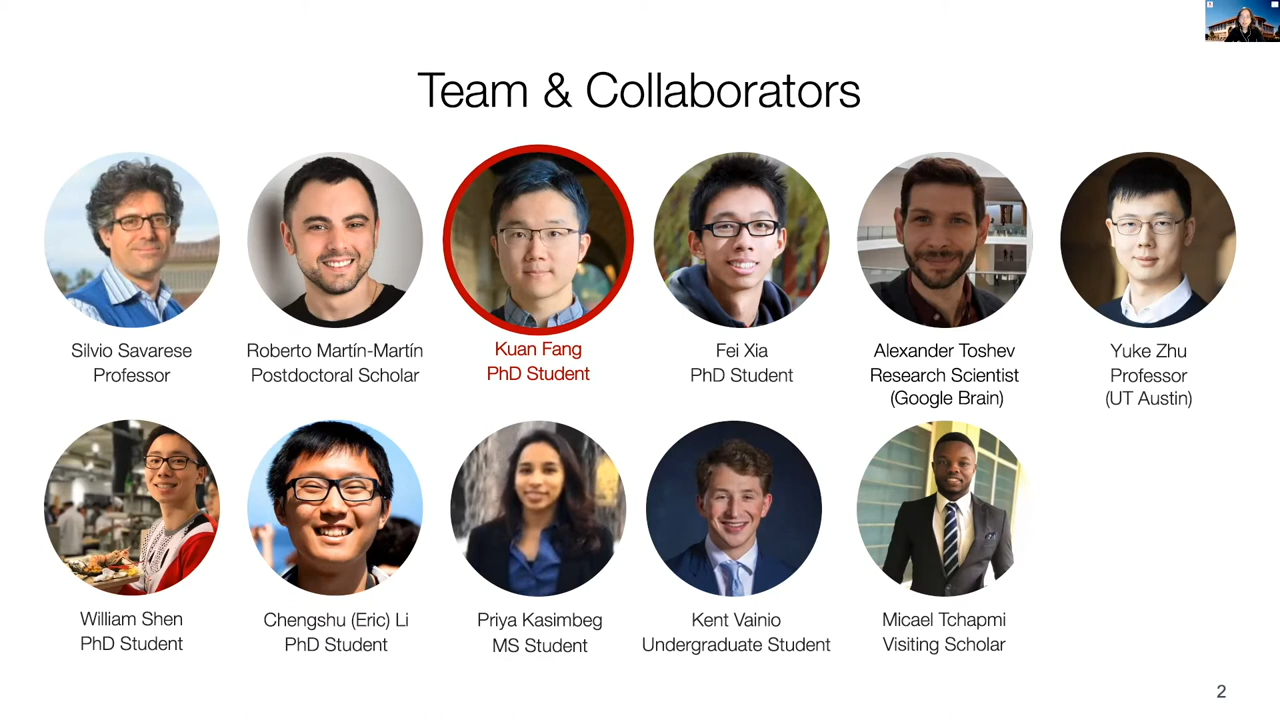 Team & Collaborators
Silvio Savarese
Professor
Roberto Martín-Martín
Postdoctoral Scholar
Kuan Fang
PhD Student
Fei Xia
PhD Student
Alexander Toshev
Research Scientist
(Google Brain)
Yuke Zhu
Professor
(UT Austin)
William Shen
PhD Student
Chengshu (Eric) Li
PhD Student
Priya Kasimbeg
MS Student
Kent Vainio
Undergraduate Student
Micael Tchapmi
Visiting Scholar
2